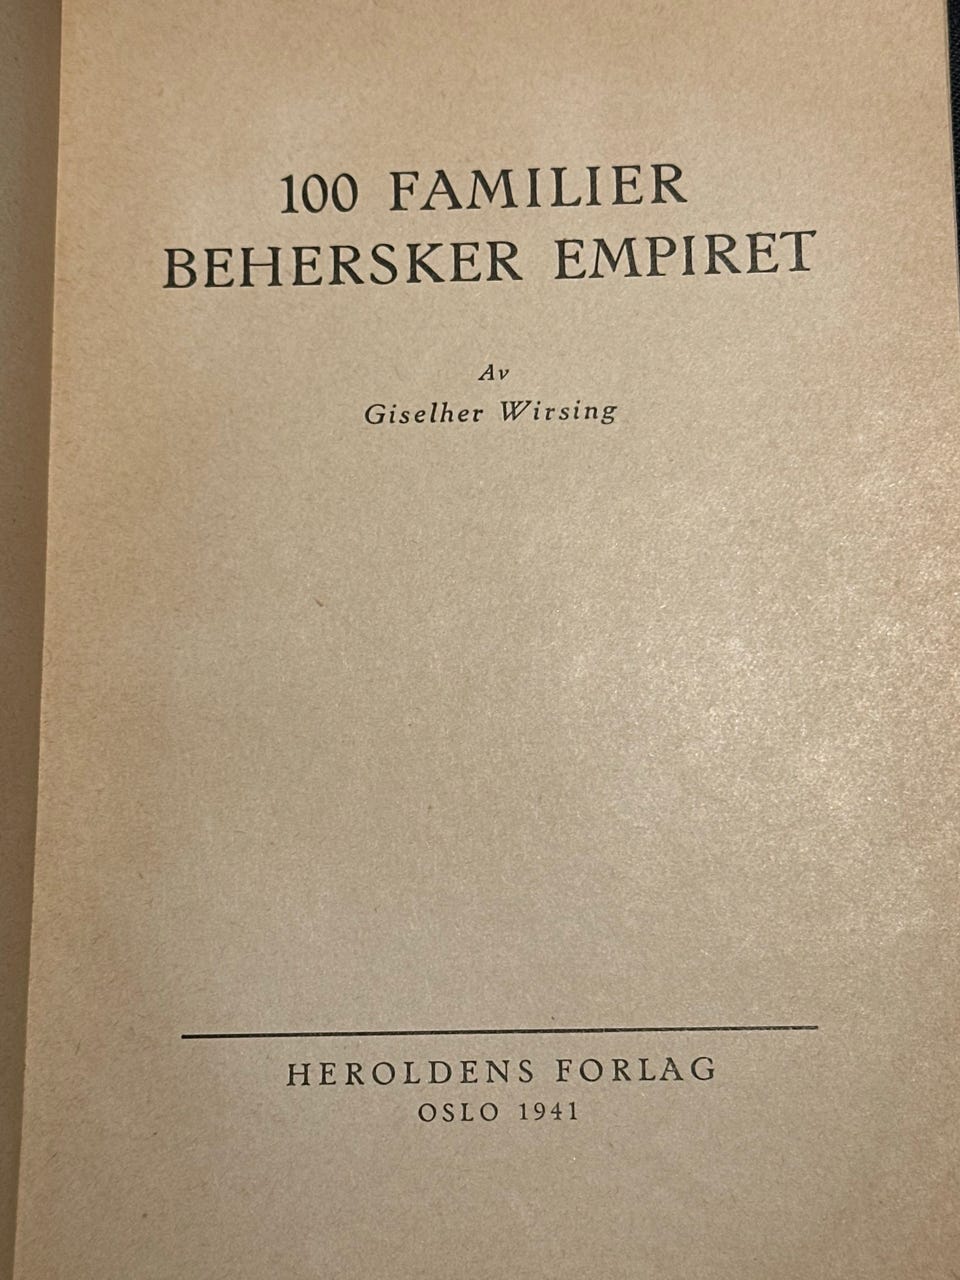 100 FAMILIER
BEHERSKER EMPIRET
Av
Giselher Wirsing
HEROLDENS FORLAG
OSLO 1941